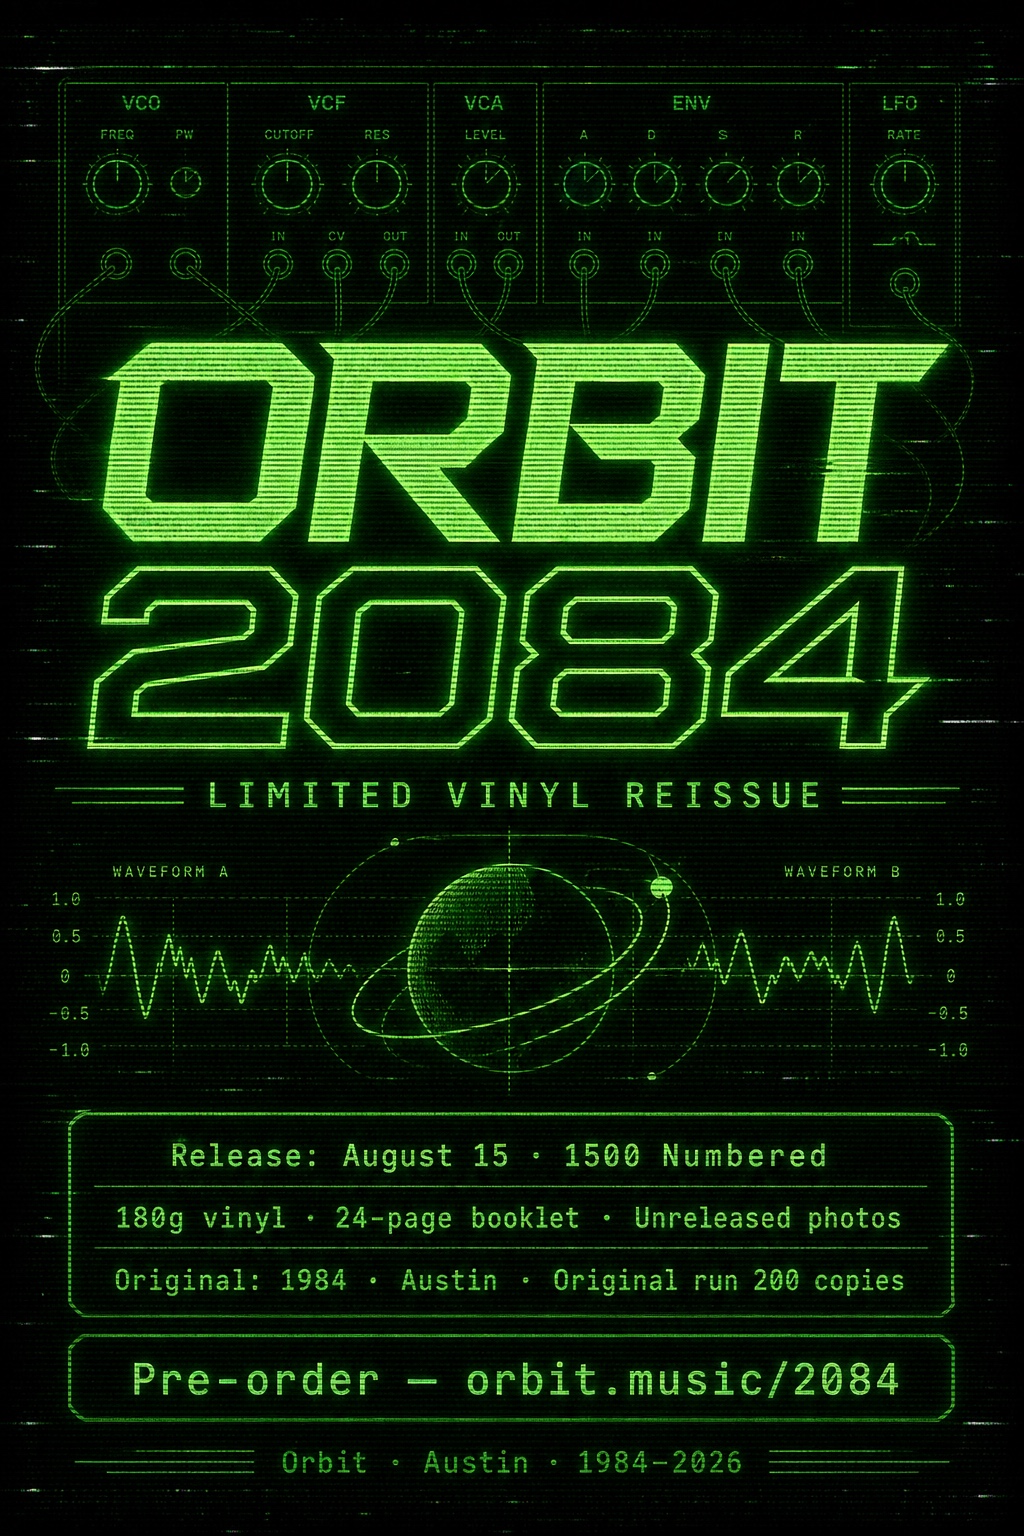 VCO VCF VCA ENV LFO
FREQ PW CUTOFF RES LEVEL A D S R RATE
IN CV OUT IN OUT IN IN IN IN
ORBIT
2084
LIMITED VINYL REISSUE
WAVEFORM A WAVEFORM B
1.0 1.0
0.5 0.5
0 0
-0.5 -0.5
-1.0 -1.0
Release: August 15 · 1500 Numbered
180g vinyl · 24-page booklet · Unreleased photos
Original: 1984 · Austin · Original run 200 copies
Pre-order — orbit.music/2084
Orbit · Austin · 1984-2026